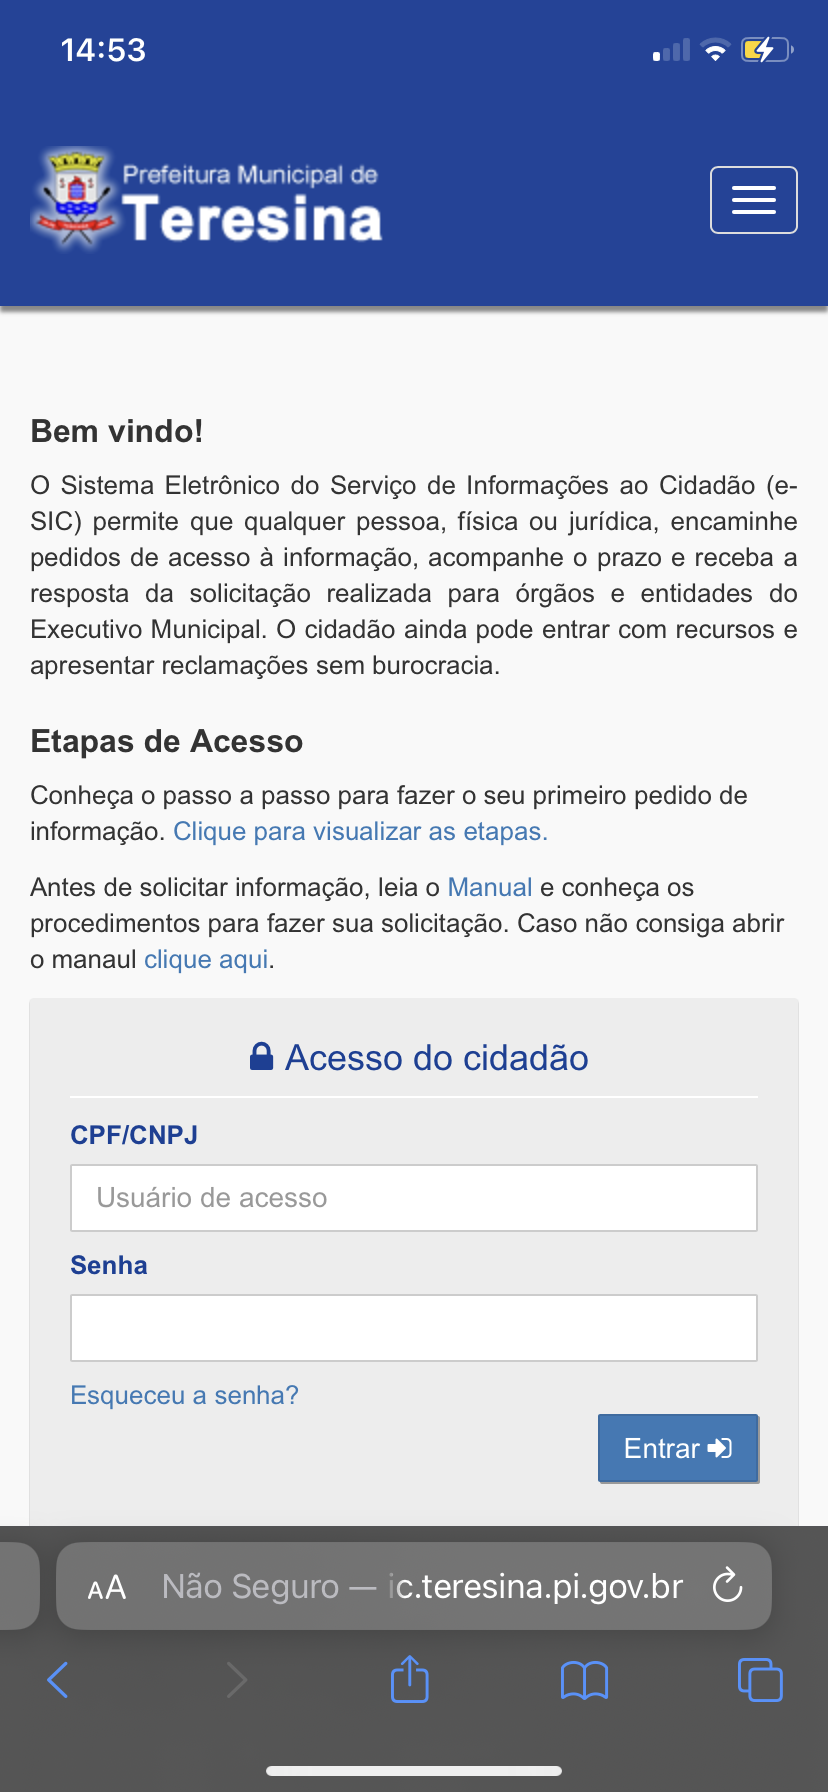 14:53
Prefeitura Municipal de
Teresina
Bem vindo!
O Sistema Eletrônico do Serviço de Informações ao Cidadão (e-
SIC) permite que qualquer pessoa, física ou jurídica, encaminhe
pedidos de acesso à informação, acompanhe o prazo e receba a
resposta da solicitação realizada para órgãos e entidades do
Executivo Municipal. O cidadão ainda pode entrar com recursos e
apresentar reclamações sem burocracia.
Etapas de Acesso
Conheça o passo a passo para fazer o seu primeiro pedido de
informação. Clique para visualizar as etapas.
Antes de solicitar informação, leia o Manual e conheça os
procedimentos para fazer sua solicitação. Caso não consiga abrir
o manaul clique aqui.
Acesso do cidadão
CPF/CNPJ
Usuário de acesso
Senha
Esqueceu a senha?
Entrar
AA Não Seguro — ic.teresina.pi.gov.br